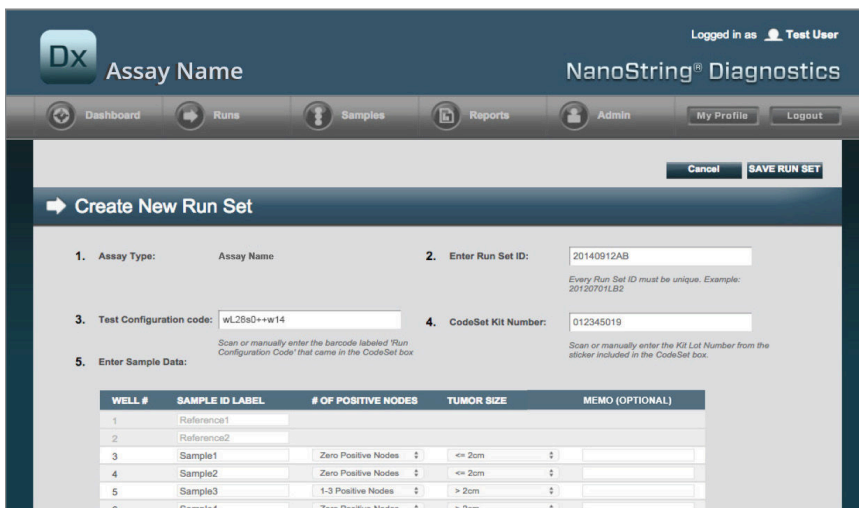 Logged in as Test User
Dx Assay Name
NanoString® Diagnostics
Dashboard Runs Samples Reports Admin My Profile Logout
Cancel SAVE RUN SET
Create New Run Set
1. Assay Type: Assay Name 2. Enter Run Set ID: 20140912AB
Every Run Set ID must be unique. Example:
20120701LB2
3. Test Configuration code: wL28s0++w14 4. CodeSet Kit Number: 012345019
Scan or manually enter the barcode labeled 'Run
Configuration Code' that came in the CodeSet box
Scan or manually enter the Kit Lot Number from the
sticker included in the CodeSet box.
5. Enter Sample Data:
WELL # SAMPLE ID LABEL # OF POSITIVE NODES TUMOR SIZE MEMO (OPTIONAL)
1 Reference1
2 Reference2
3 Sample1 Zero Positive Nodes <= 2cm
4 Sample2 Zero Positive Nodes <= 2cm
5 Sample3 1-3 Positive Nodes > 2cm